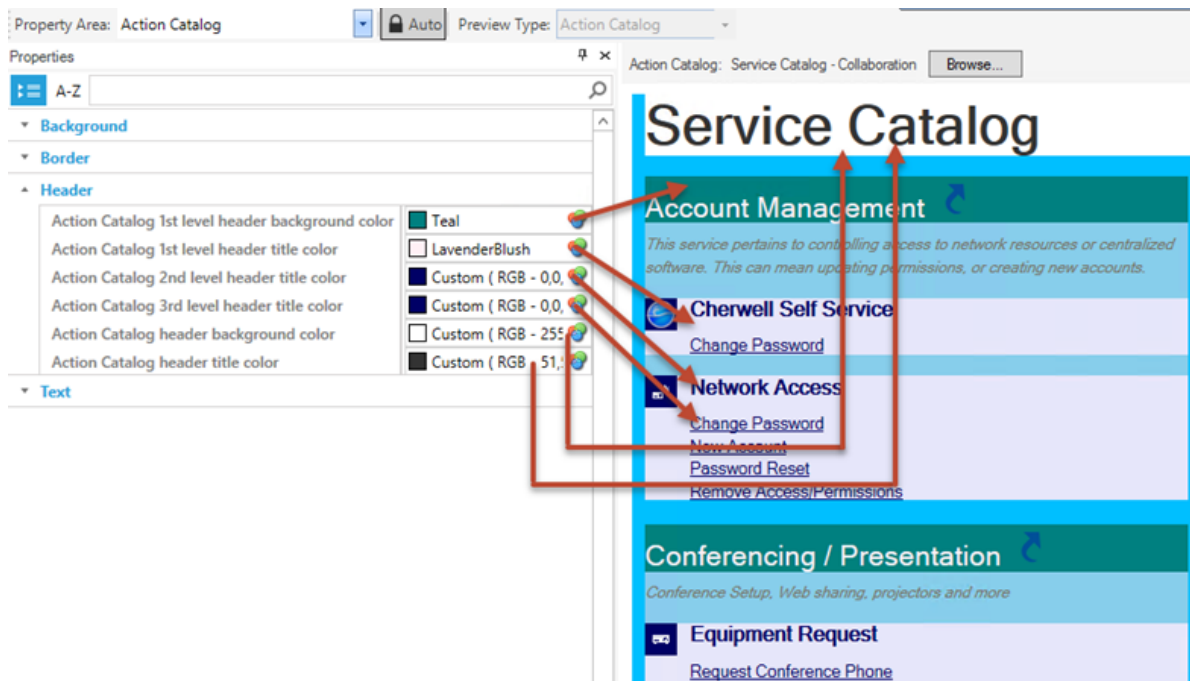 Property Area: Action Catalog Auto Preview Type: Action Catalog
Properties
A-Z
Background
Border
Header
Action Catalog 1st level header background color Teal
Action Catalog 1st level header title color LavenderBlush
Action Catalog 2nd level header title color Custom ( RGB - 0,0,
Action Catalog 3rd level header title color Custom ( RGB - 0,0,
Action Catalog header background color Custom ( RGB - 255
Action Catalog header title color Custom ( RGB - 51,
Text
Action Catalog: Service Catalog - Collaboration Browse...
Service Catalog
Account Management
This service pertains to controlling access to network resources or centralized
software. This can mean updating permissions, or creating new accounts.
Cherwell Self Service
Change Password
Network Access
Change Password
New Account
Password Reset
Remove Access/Permissions
Conferencing / Presentation
Conference Setup, Web sharing, projectors and more
Equipment Request
Request Conference Phone